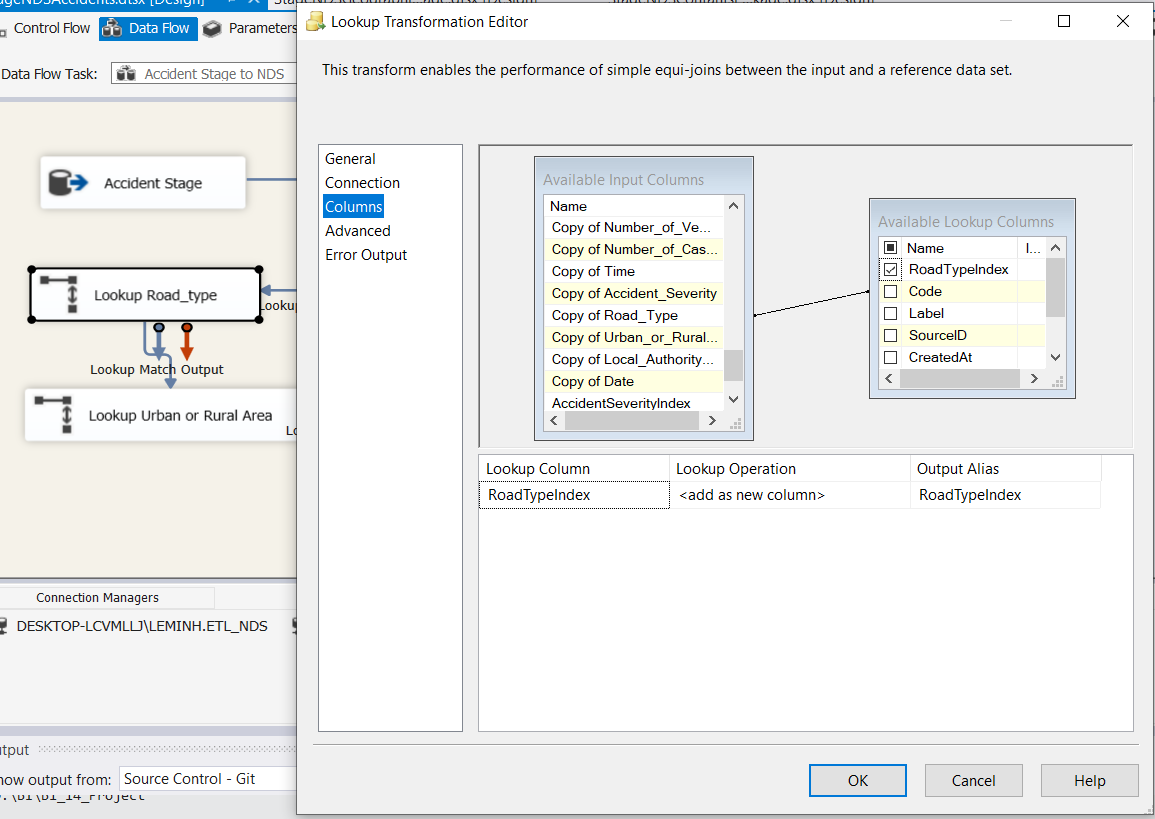 Lookup Transformation Editor
Control Flow
Data Flow
Parameters
Data Flow Task:
Accident Stage to NDS
This transform enables the performance of simple equi-joins between the input and a reference data set.
Accident Stage
Lookup Road_type
Lookup Match Output
Lookup Urban or Rural Area
General
Connection
Columns
Advanced
Error Output
Available Input Columns
Name
Copy of Number_of_Ve...
Copy of Number_of_Cas...
Copy of Time
Copy of Accident_Severity
Copy of Road_Type
Copy of Urban_or_Rural...
Copy of Local_Authority...
Copy of Date
AccidentSeverityIndex
Available Lookup Columns
Name I...
RoadTypeIndex
Code
Label
SourceID
CreatedAt
Lookup Column Lookup Operation Output Alias
RoadTypeIndex <add as new column> RoadTypeIndex
Connection Managers
DESKTOP-LCVMLLJ\LEMINH.ETL_NDS
Source Control - Git
OK Cancel Help